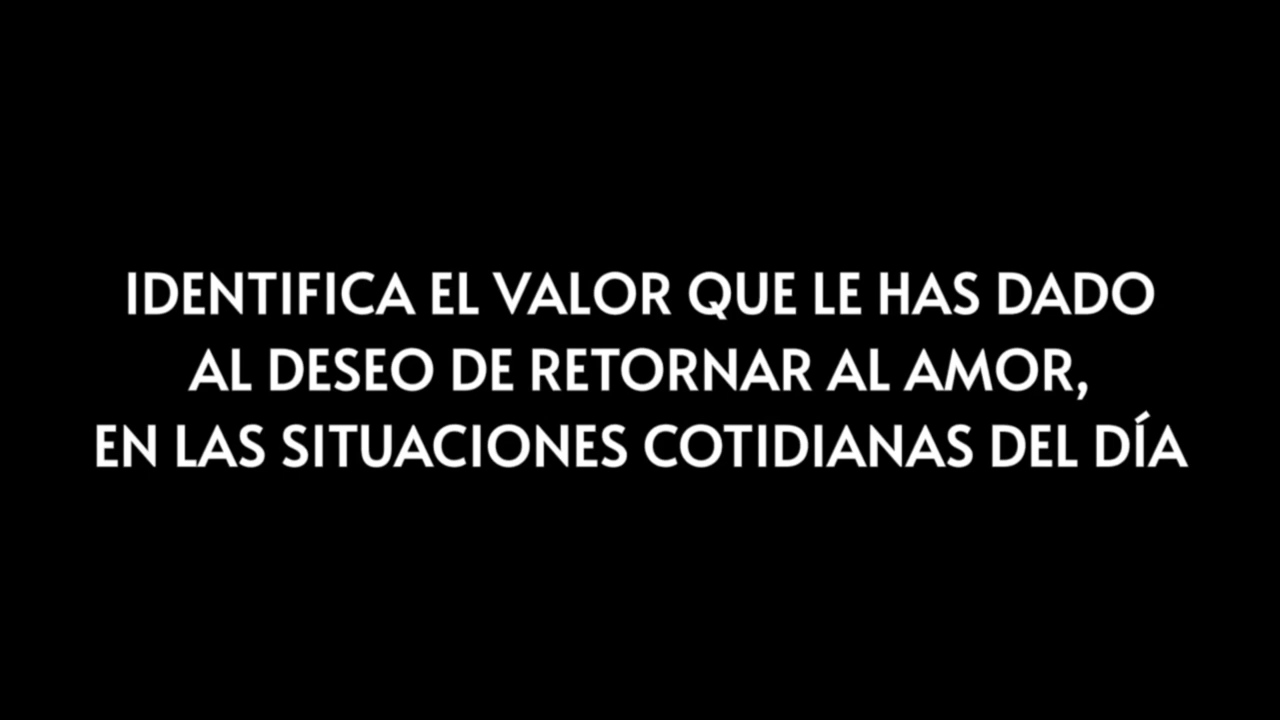 IDENTIFICA EL VALOR QUE LE HAS DADO
AL DESEO DE RETORNAR AL AMOR,
EN LAS SITUACIONES COTIDIANAS DEL DÍA